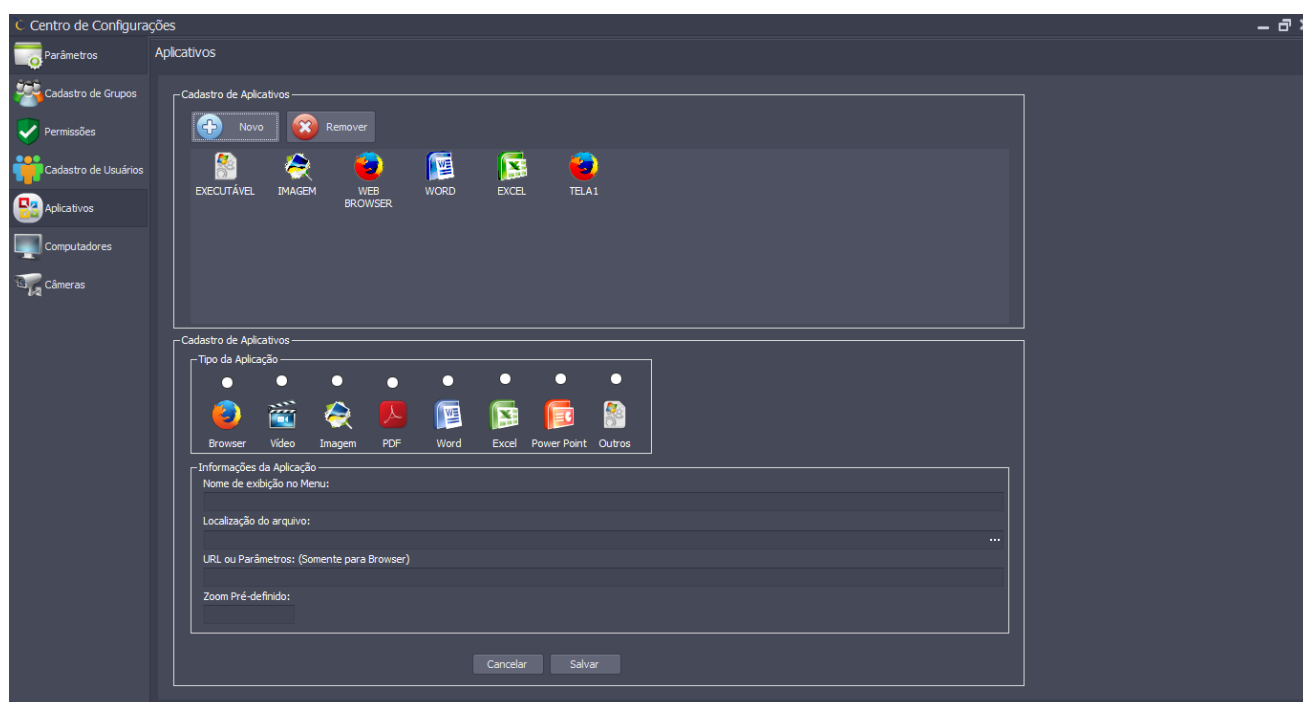 Centro de Configurações
Parâmetros
Cadastro de Grupos
Permissões
Cadastro de Usuários
Aplicativos
Computadores
Câmeras
Aplicativos
Cadastro de Aplicativos
Novo Remover
EXECUTÁVEL IMAGEM WEB BROWSER WORD EXCEL TELA1
Cadastro de Aplicativos
Tipo da Aplicação
Browser Vídeo Imagem PDF Word Excel Power Point Outros
Informações da Aplicação
Nome de exibição no Menu:
Localização do arquivo:
...
URL ou Parâmetros: (Somente para Browser)
Zoom Pré-definido:
Cancelar Salvar